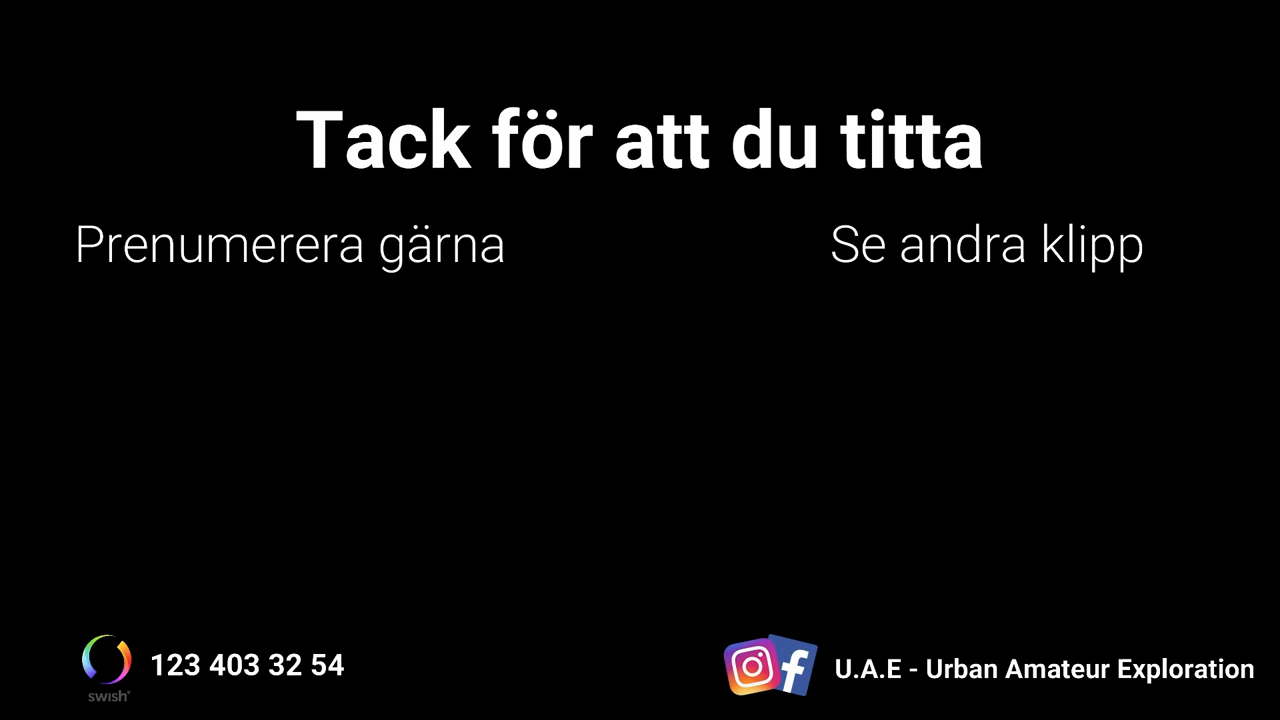 Tack för att du titta
Prenumerera gärna
Se andra klipp
swish®
123 403 32 54
U.A.E - Urban Amateur Exploration